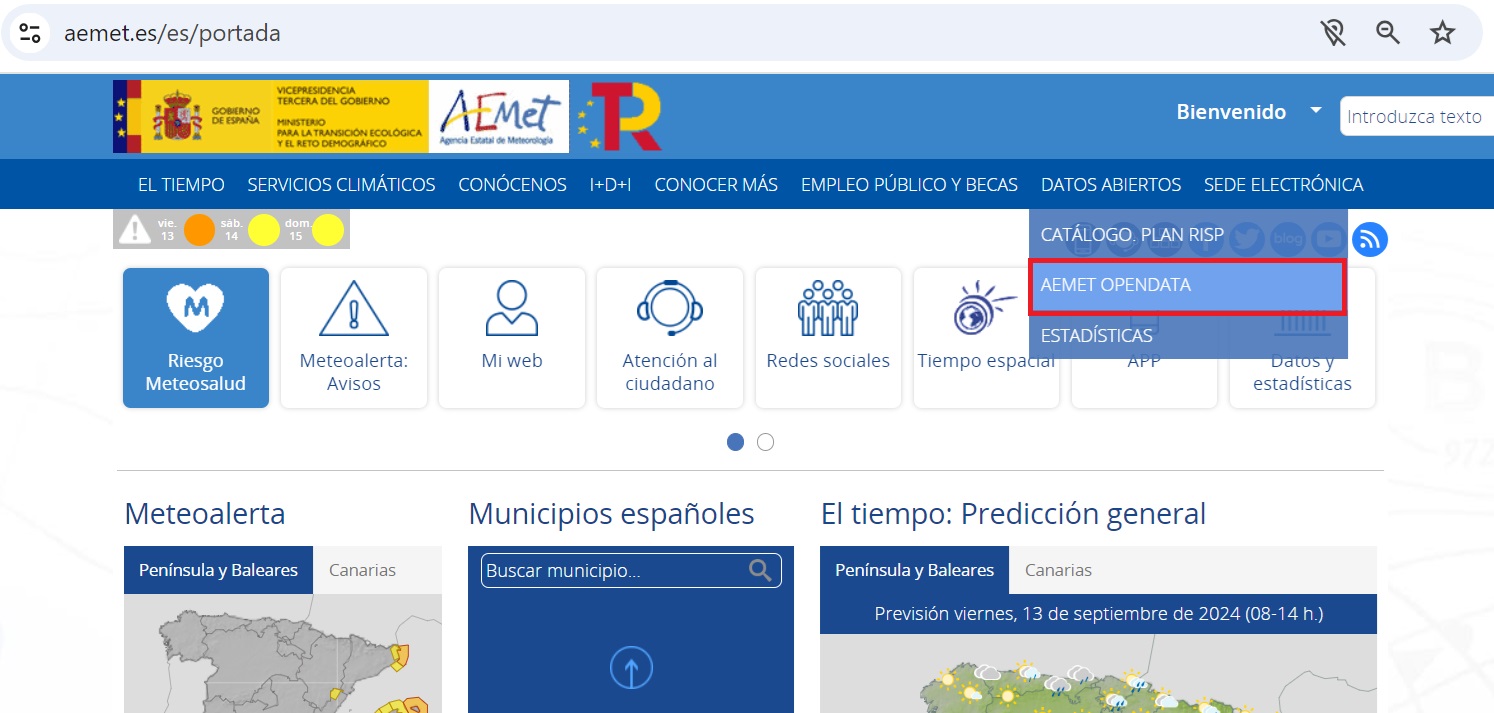 aemet.es/es/portada
GOBIERNO
DE ESPAÑA
VICEPRESIDENCIA
TERCERA DEL GOBIERNO
MINISTERIO
PARA LA TRANSICIÓN ECOLÓGICA
Y EL RETO DEMOGRÁFICO
AEMet
Agencia Estatal de Meteorología
TR
Bienvenido
Introduzca texto
EL TIEMPO SERVICIOS CLIMÁTICOS CONÓCENOS I+D+I CONOCER MÁS EMPLEO PÚBLICO Y BECAS DATOS ABIERTOS SEDE ELECTRÓNICA
vie. sáb. dom.
13 14 15
CATÁLOGO. PLAN RISP
blog
AEMET OPENDATA
ESTADÍSTICAS
Riesgo
Meteosalud
Meteoalerta:
Avisos
Mi web
Atención al
ciudadano
Redes sociales
Tiempo espacial
APP
Datos y
estadísticas
B
972
Meteoalerta
Península y Baleares Canarias
Municipios españoles
Buscar municipio...
El tiempo: Predicción general
Península y Baleares Canarias
Previsión viernes, 13 de septiembre de 2024 (08-14 h.)